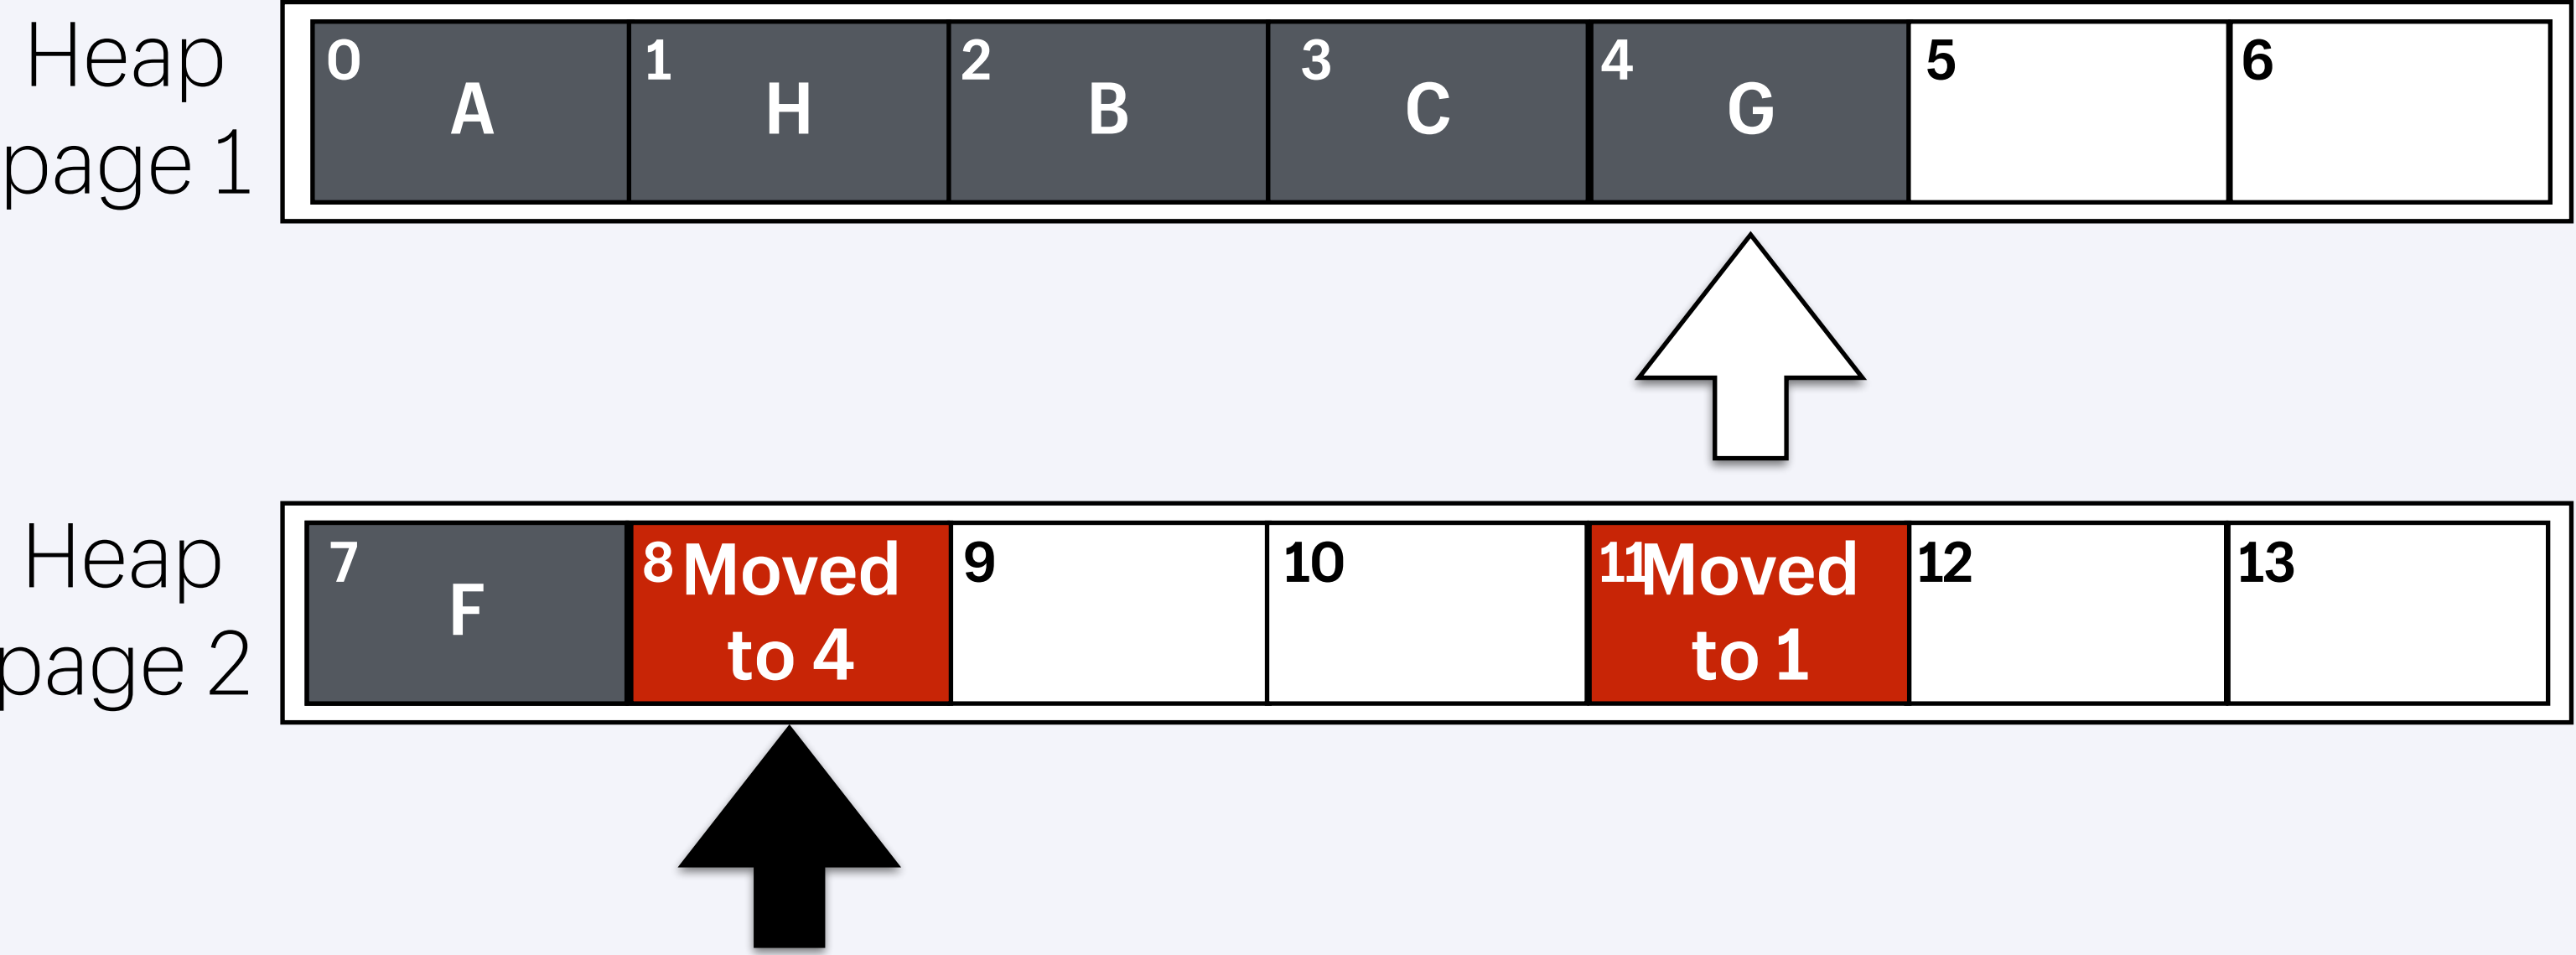 Heap
page 1
0 A 1 H 2 B 3 C 4 G 5 6
Heap
page 2
7 F 8 Moved
to 4 9 10 11 Moved
to 1 12 13